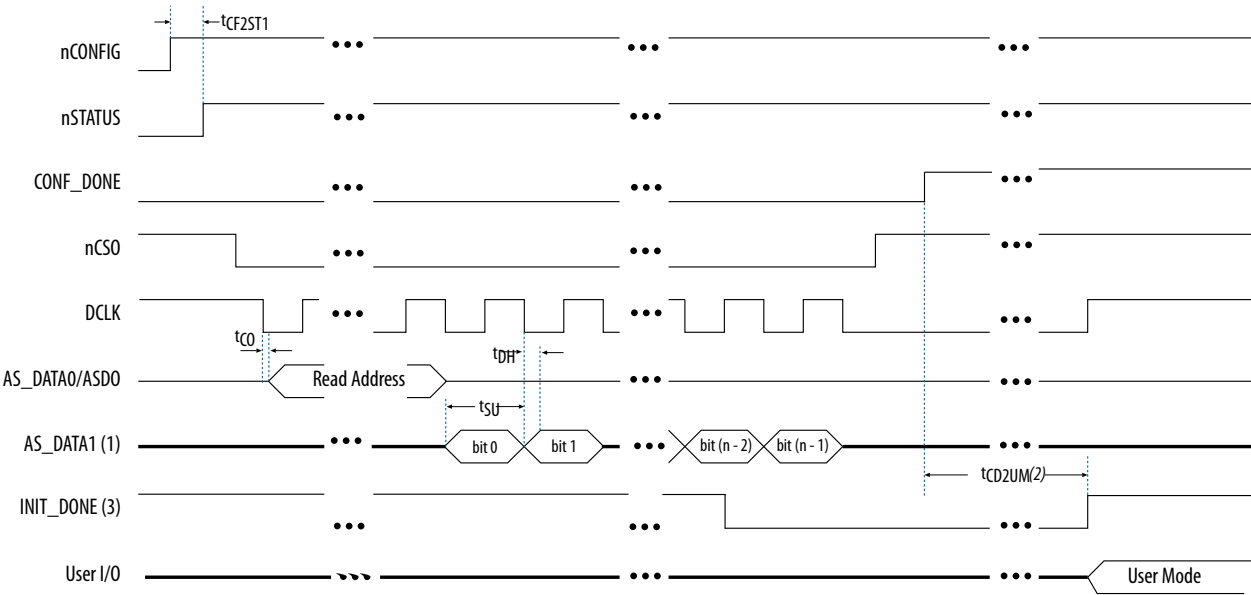 tCF2ST1
nCONFIG
nSTATUS
CONF_DONE
nCSO
DCLK
tCO
tDH
AS_DATA0/ASDO
Read Address
tSU
AS_DATA1 (1)
bit 0
bit 1
bit (n - 2)
bit (n - 1)
tCD2UM(2)
INIT_DONE (3)
User I/O
User Mode